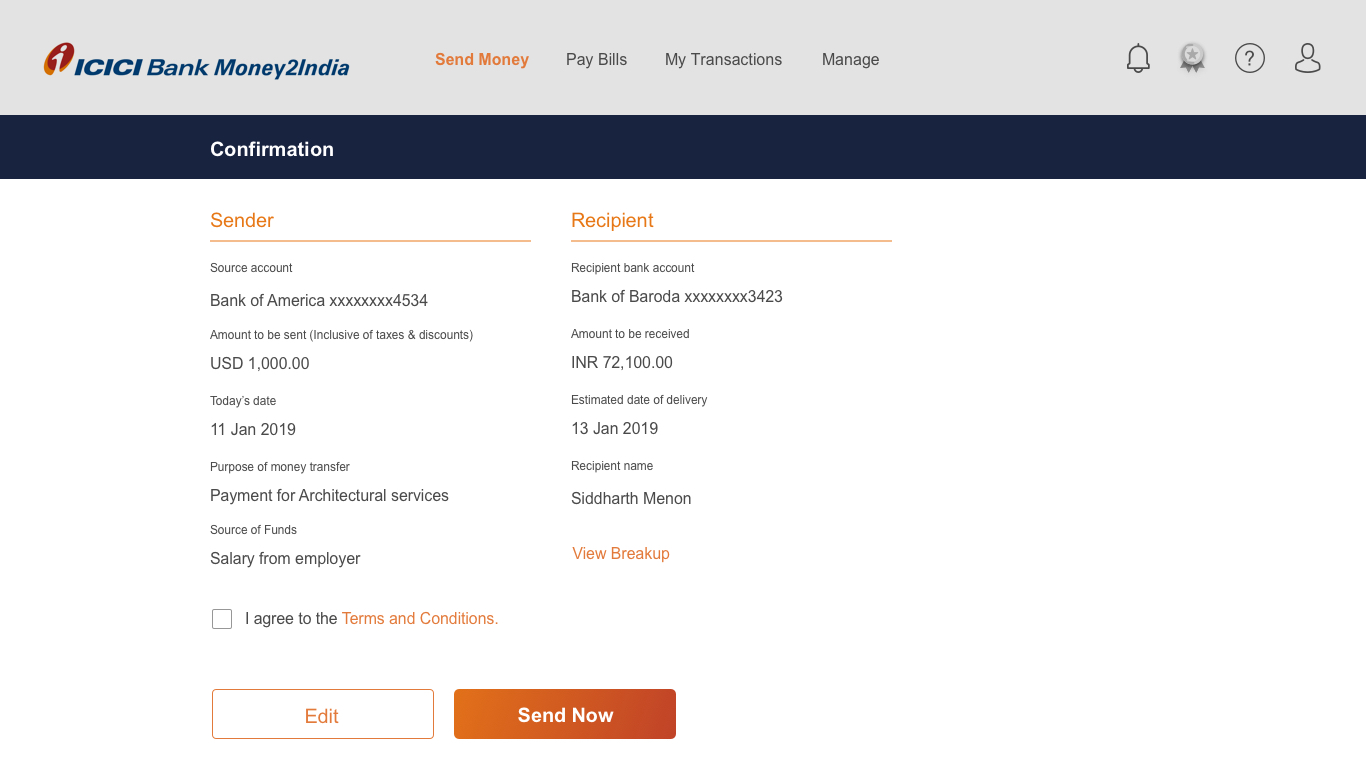 ICICI Bank Money2India
Send Money
Pay Bills
My Transactions
Manage
Confirmation
Sender
Source account
Bank of America xxxxxxxx4534
Amount to be sent (Inclusive of taxes & discounts)
USD 1,000.00
Today's date
11 Jan 2019
Purpose of money transfer
Payment for Architectural services
Source of Funds
Salary from employer
Recipient
Recipient bank account
Bank of Baroda xxxxxxxx3423
Amount to be received
INR 72,100.00
Estimated date of delivery
13 Jan 2019
Recipient name
Siddharth Menon
View Breakup
I agree to the Terms and Conditions.
Edit
Send Now